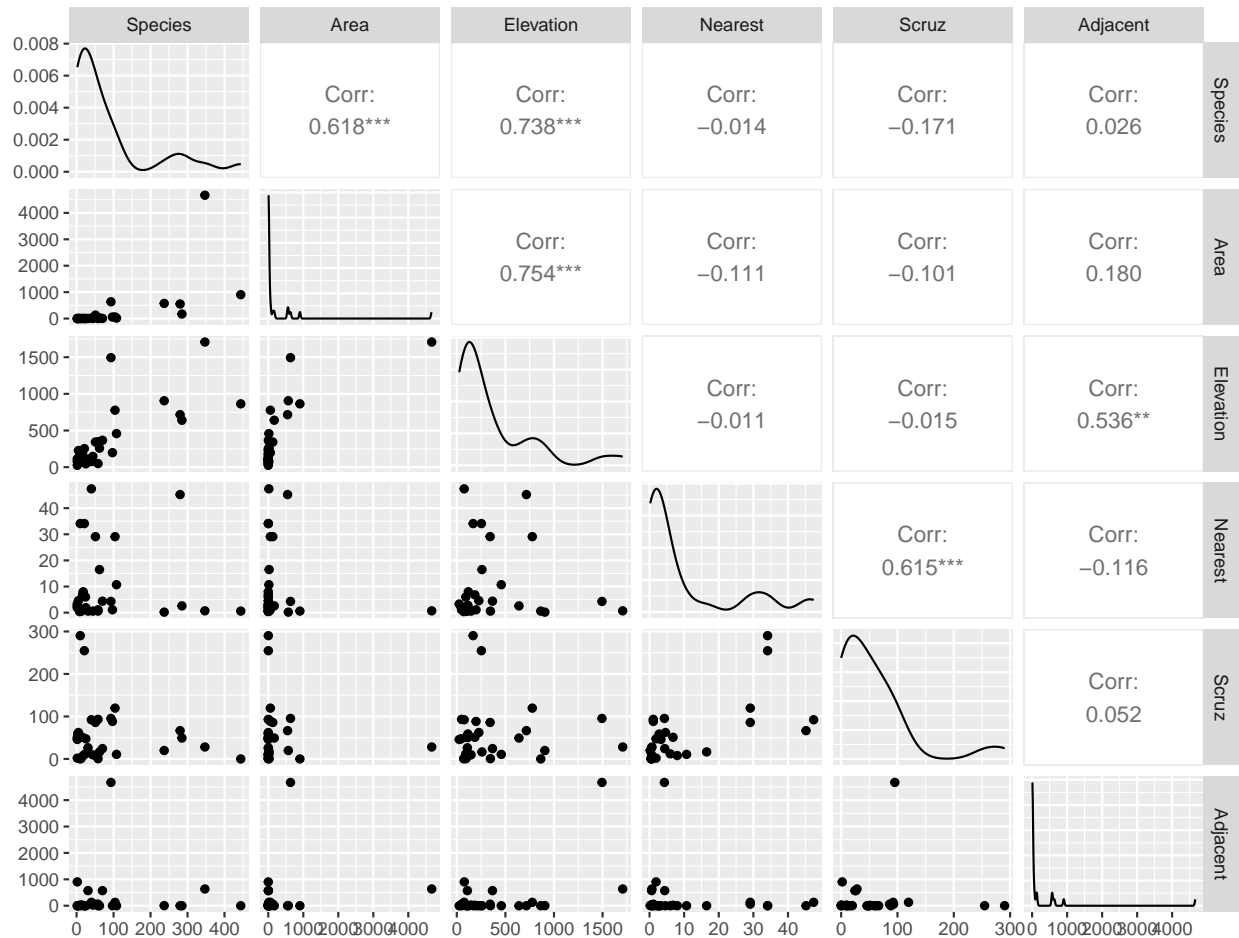 Species Area Elevation Nearest Scruz Adjacent
0.008
0.006
0.004
0.002
0.000
Corr:
0.618***
Corr:
0.738***
Corr:
−0.014
Corr:
−0.171
Corr:
0.026
Species
4000
3000
2000
1000
0
Corr:
0.754***
Corr:
−0.111
Corr:
−0.101
Corr:
0.180
Area
1500
1000
500
0
Corr:
−0.011
Corr:
−0.015
Corr:
0.536**
Elevation
40
30
20
10
0
Corr:
0.615***
Corr:
−0.116
Nearest
300
200
100
0
Corr:
0.052
Scruz
4000
3000
2000
1000
0
Adjacent
0 100 200 300 400 0 1000 2000 3000 4000 0 500 1000 1500 0 10 20 30 40 0 100 200 300 0 1000 2000 3000 4000